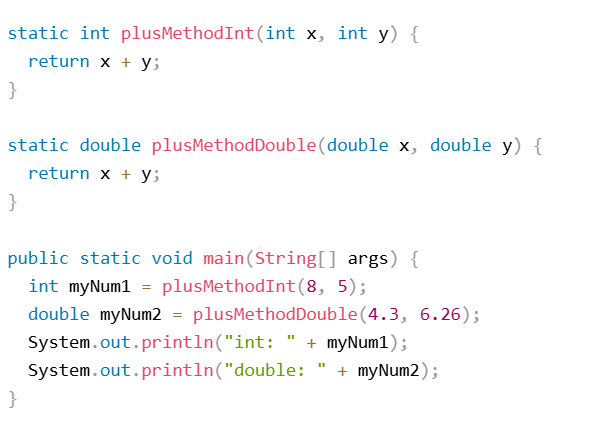 static int plusMethodInt(int x, int y) {
  return x + y;
}

static double plusMethodDouble(double x, double y) {
  return x + y;
}

public static void main(String[] args) {
  int myNum1 = plusMethodInt(8, 5);
  double myNum2 = plusMethodDouble(4.3, 6.26);
  System.out.println("int: " + myNum1);
  System.out.println("double: " + myNum2);
}